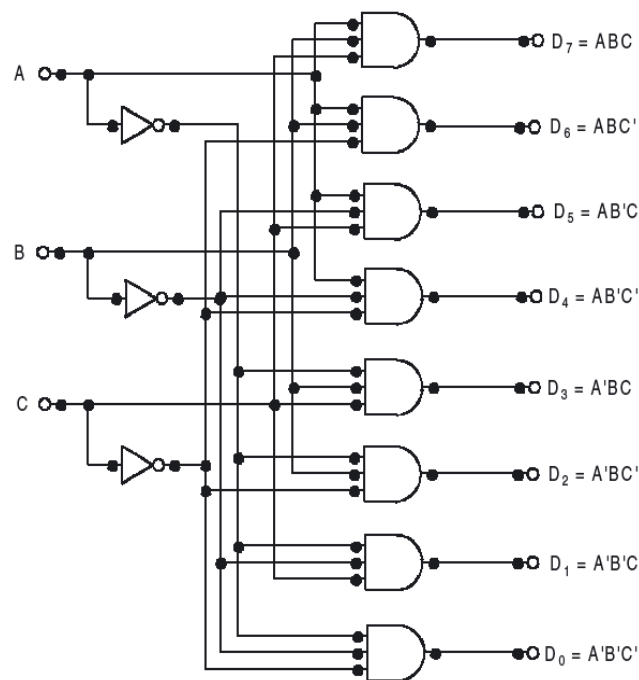 A
B
C
D₇ = ABC
D₆ = ABC'
D₅ = AB'C
D₄ = AB'C'
D₃ = A'BC
D₂ = A'BC'
D₁ = A'B'C
D₀ = A'B'C'